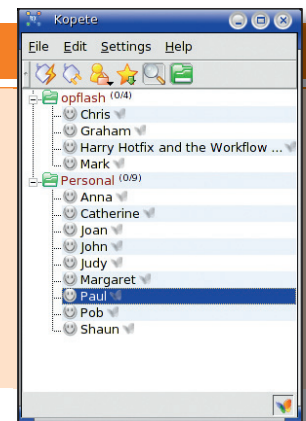 Kopete
File Edit Settings Help
opflash (0/4)
Chris
Graham
Harry Hotfix and the Workflow ...
Mark
Personal (0/9)
Anna
Catherine
Joan
John
Judy
Margaret
Paul
Pob
Shaun